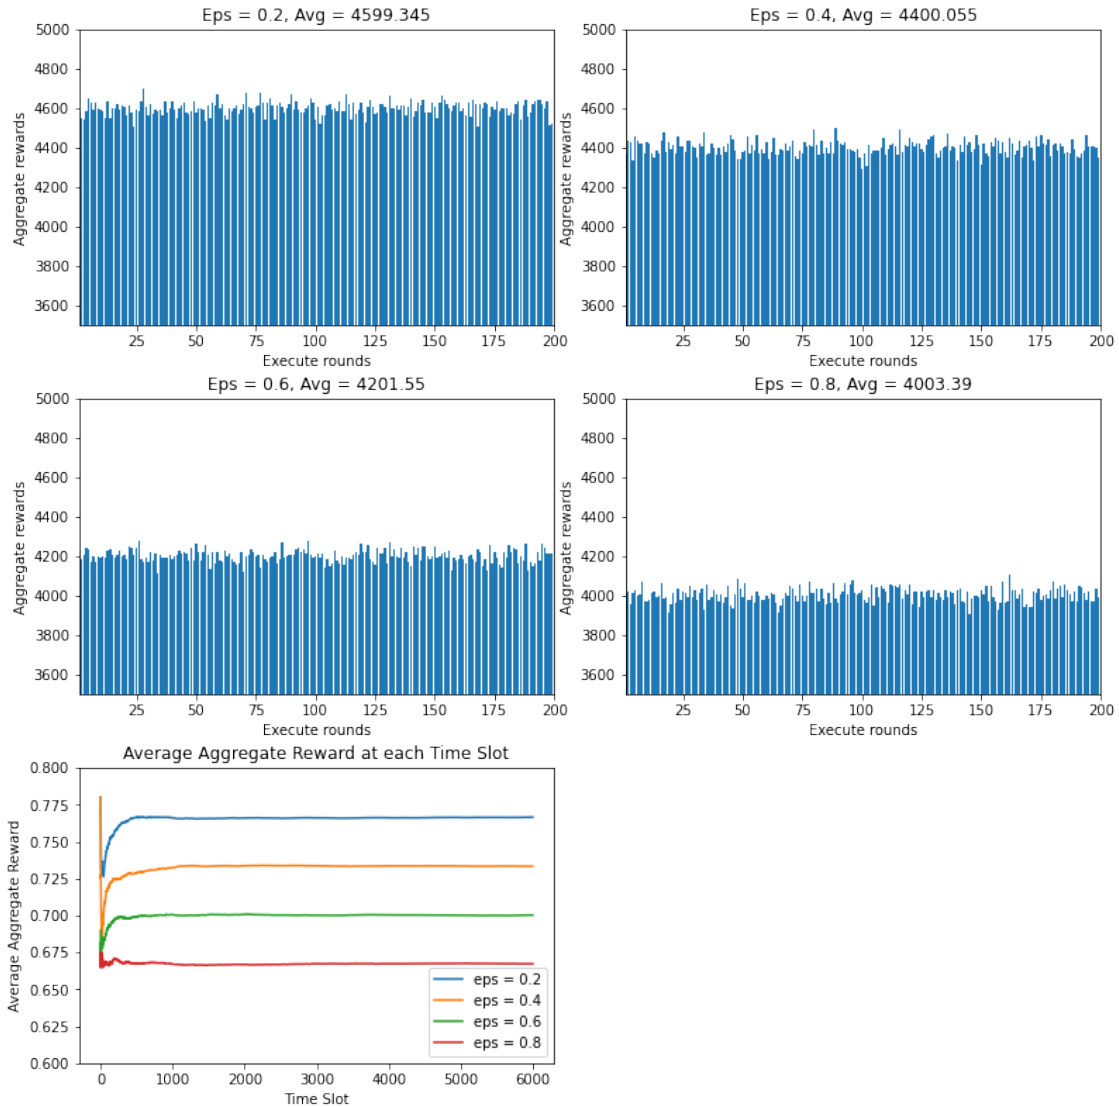 Eps = 0.2, Avg = 4599.345
5000
4800
4600
4400
4200
4000
3800
3600
Aggregate rewards
25 50 75 100 125 150 175 200
Execute rounds
Eps = 0.4, Avg = 4400.055
5000
4800
4600
4400
4200
4000
3800
3600
Aggregate rewards
25 50 75 100 125 150 175 200
Execute rounds
Eps = 0.6, Avg = 4201.55
5000
4800
4600
4400
4200
4000
3800
3600
Aggregate rewards
25 50 75 100 125 150 175 200
Execute rounds
Eps = 0.8, Avg = 4003.39
5000
4800
4600
4400
4200
4000
3800
3600
Aggregate rewards
25 50 75 100 125 150 175 200
Execute rounds
Average Aggregate Reward at each Time Slot
0.800
0.775
0.750
0.725
0.700
0.675
0.650
0.625
0.600
Average Aggregate Reward
eps = 0.2
eps = 0.4
eps = 0.6
eps = 0.8
0 1000 2000 3000 4000 5000 6000
Time Slot